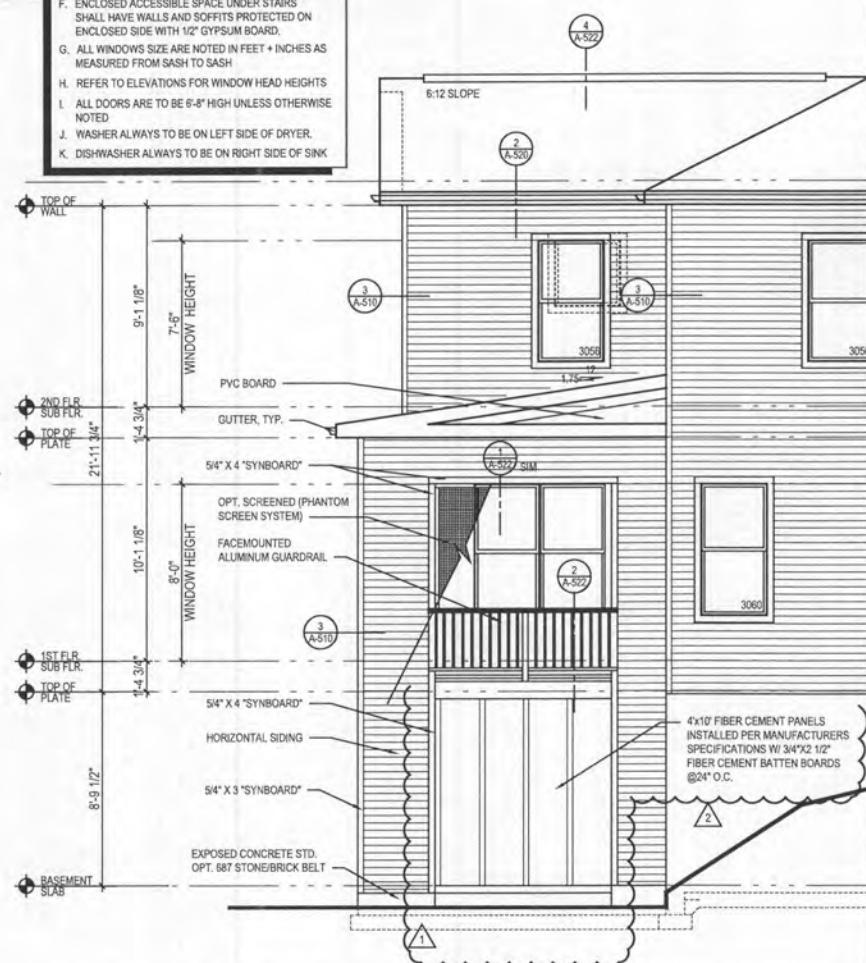 F. ENCLOSED ACCESSIBLE SPACE UNDER STAIRS
SHALL HAVE WALLS AND SOFFITS PROTECTED ON
ENCLOSED SIDE WITH 1/2" GYPSUM BOARD.
G. ALL WINDOWS SIZE ARE NOTED IN FEET + INCHES AS
MEASURED FROM SASH TO SASH
H. REFER TO ELEVATIONS FOR WINDOW HEAD HEIGHTS
I. ALL DOORS ARE TO BE 6'-8" HIGH UNLESS OTHERWISE
NOTED
J. WASHER ALWAYS TO BE ON LEFT SIDE OF DRYER.
K. DISHWASHER ALWAYS TO BE ON RIGHT SIDE OF SINK
4
A-522
6:12 SLOPE
2
A-520
TOP OF
WALL
9'-1 1/8"
7'-6"
WINDOW HEIGHT
3
A-510
3
A-510
3056
12
1.75
PVC BOARD
2ND FLR.
SUB FLR.
GUTTER, TYP.
1'-4 3/4"
TOP OF
PLATE
21'-11 3/4"
5/4" X 4 "SYNBOARD"
1
A-522
SIM
OPT. SCREENED (PHANTOM
SCREEN SYSTEM)
10'-1 1/8"
8'-0"
WINDOW HEIGHT
FACEMOUNTED
ALUMINUM GUARDRAIL
2
A-522
3060
3
A-510
1ST FLR.
SUB FLR.
1'-4 3/4"
TOP OF
PLATE
5/4" X 4 "SYNBOARD"
4'x10' FIBER CEMENT PANELS
INSTALLED PER MANUFACTURERS
SPECIFICATIONS W/ 3/4"X2 1/2"
FIBER CEMENT BATTEN BOARDS
@24" O.C.
HORIZONTAL SIDING
8'-9 1/2"
5/4" X 3 "SYNBOARD"
2
EXPOSED CONCRETE STD.
OPT. 687 STONE/BRICK BELT
BASEMENT
SLAB
1